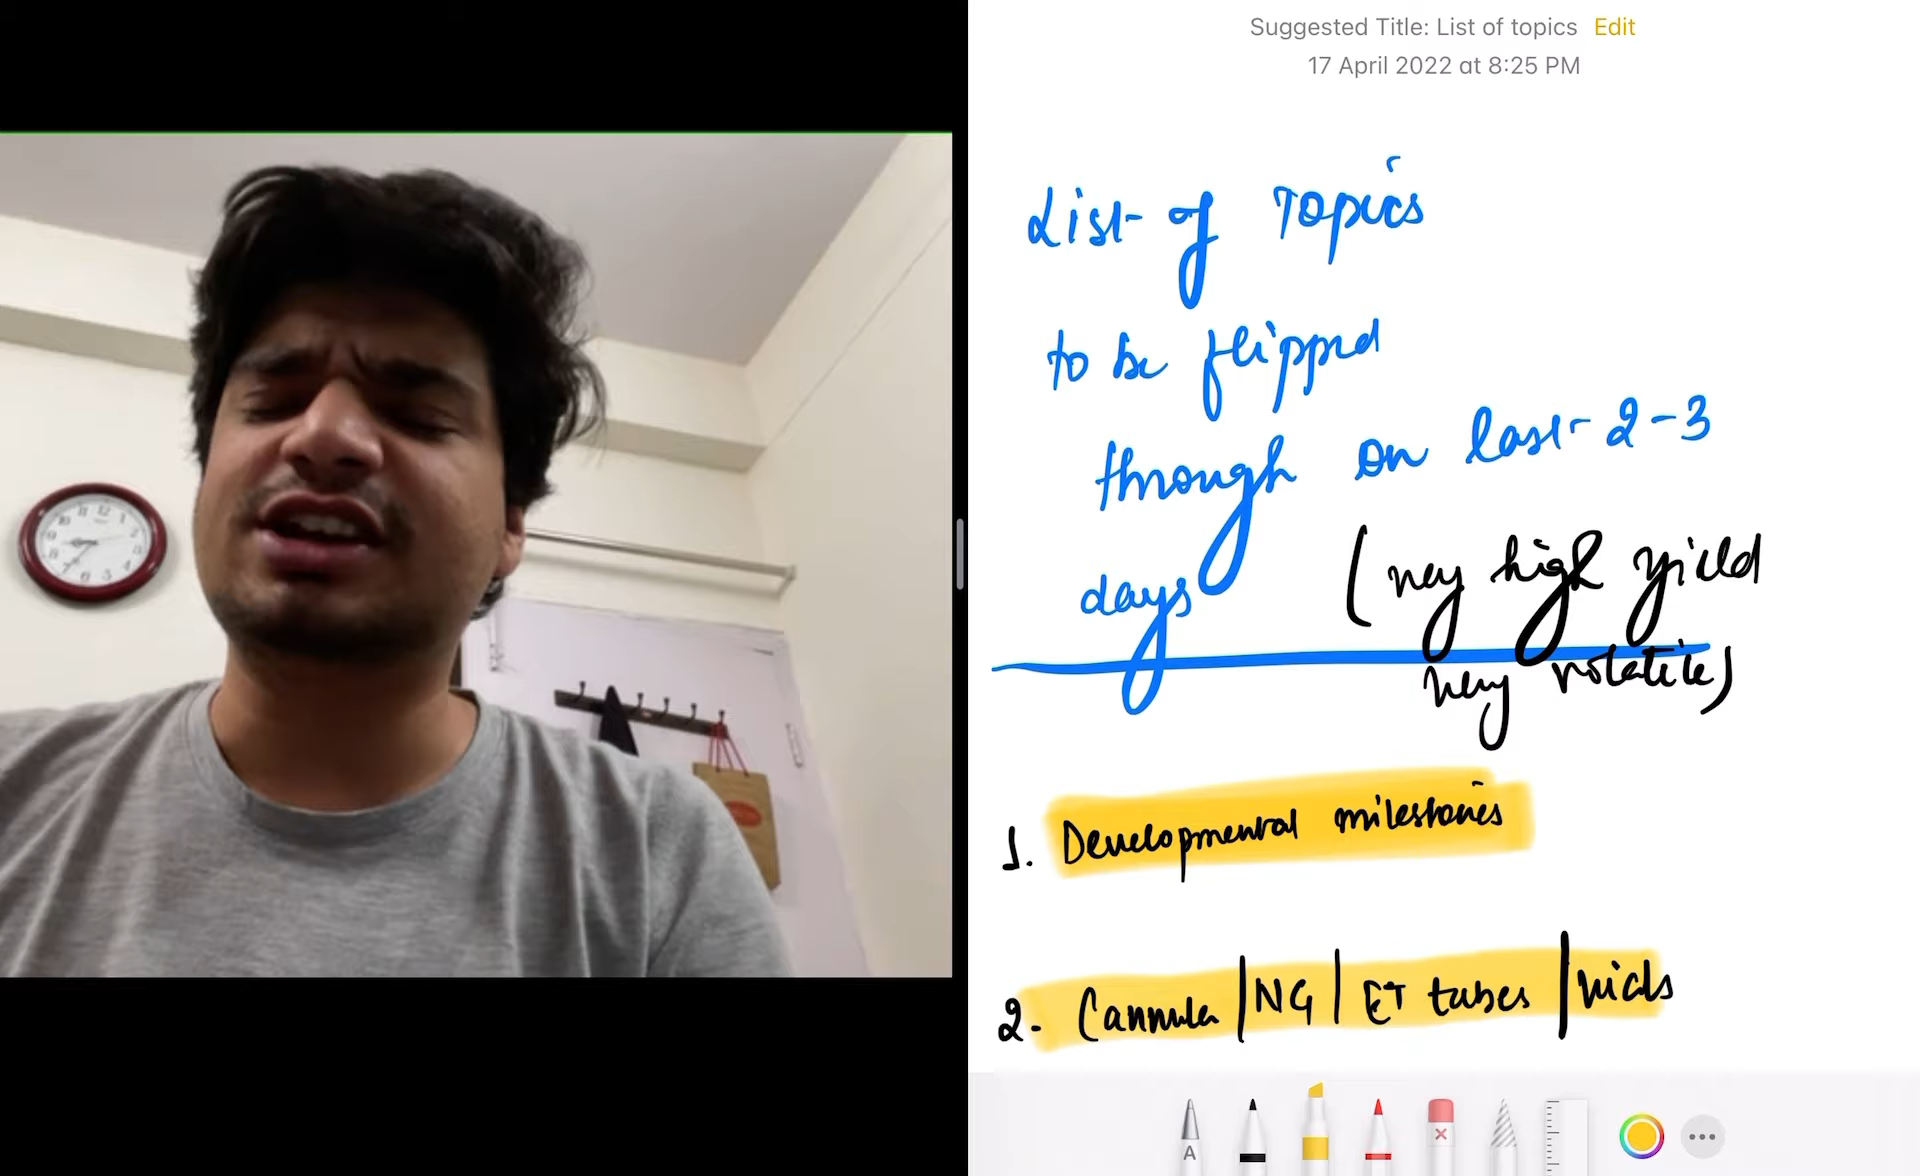 Suggested Title: List of topics Edit
17 April 2022 at 8:25 PM
List of Topics
to be flipped
through on last 2-3
days
(very high yield
very volatile)
1. Developmental milestones
2. Cannula | NG | ET tubes |
A